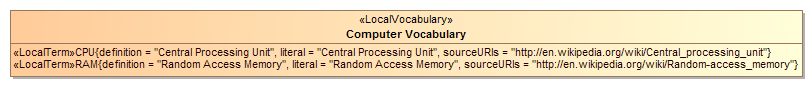 «LocalVocabulary»
Computer Vocabulary
«LocalTerm»CPU{definition = "Central Processing Unit", literal = "Central Processing Unit", sourceURIs = "http://en.wikipedia.org/wiki/Central_processing_unit"}
«LocalTerm»RAM{definition = "Random Access Memory", literal = "Random Access Memory", sourceURIs = "http://en.wikipedia.org/wiki/Random-access_memory"}